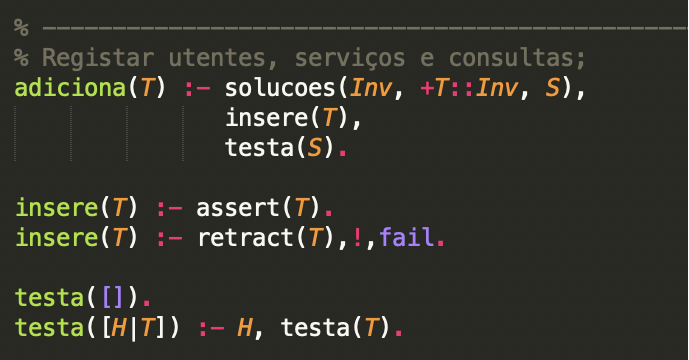 % ------------------------------------------------
% Registar utentes, serviços e consultas;
adiciona(T) :- solucoes(Inv, +T::Inv, S),
insere(T),
testa(S).
insere(T) :- assert(T).
insere(T) :- retract(T),!,fail.
testa([]).
testa([H|T]) :- H, testa(T).